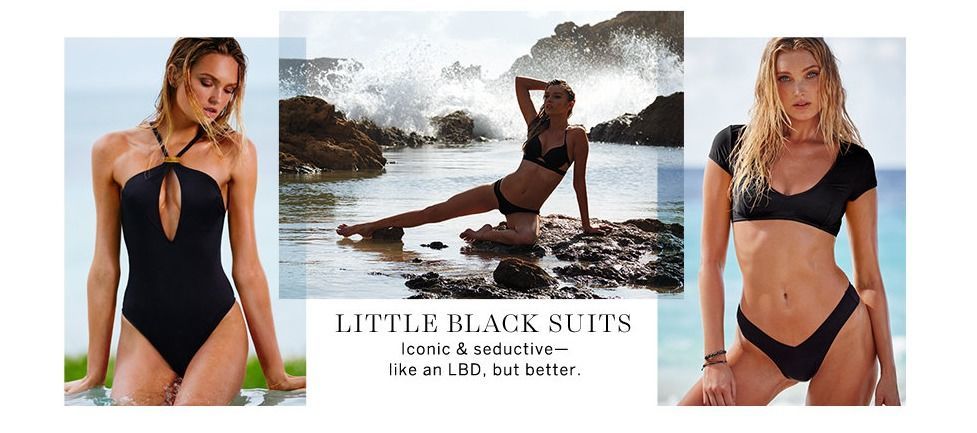 LITTLE BLACK SUITS
Iconic & seductive—
like an LBD, but better.